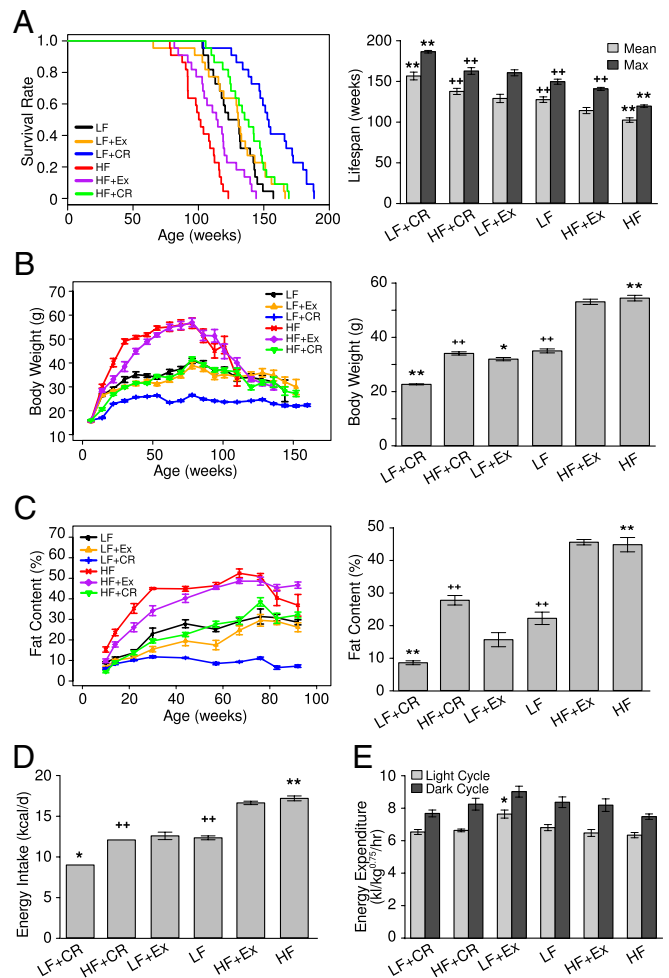 A
Survival Rate
1.0
0.8
0.6
0.4
0.2
0.0
LF
LF+Ex
LF+CR
HF
HF+Ex
HF+CR
0 50 100 150 200
Age (weeks)
Lifespan (weeks)
200
150
100
50
0
Mean
Max
** **
++ ++
++ ++
++
** **
LF+CR HF+CR LF+Ex LF HF+Ex HF
B
Body Weight (g)
70
60
50
40
30
20
10
LF
LF+Ex
LF+CR
HF
HF+Ex
HF+CR
0 50 100 150
Age (weeks)
Body Weight (g)
60
40
20
0
** ++ * ++ **
LF+CR HF+CR LF+Ex LF HF+Ex HF
C
Fat Content (%)
70
60
50
40
30
20
10
0
LF
LF+Ex
LF+CR
HF
HF+Ex
HF+CR
0 20 40 60 80 100
Age (weeks)
Fat Content (%)
50
40
30
20
10
0
** ++ ++ **
LF+CR HF+CR LF+Ex LF HF+Ex HF
D
Energy Intake (kcal/d)
20
15
10
5
0
* ++ ++ **
LF+CR HF+CR LF+Ex LF HF+Ex HF
E
Energy Expenditure
(kJ/kg0.75/hr)
10
8
6
4
2
0
Light Cycle
Dark Cycle
*
LF+CR HF+CR LF+Ex LF HF+Ex HF